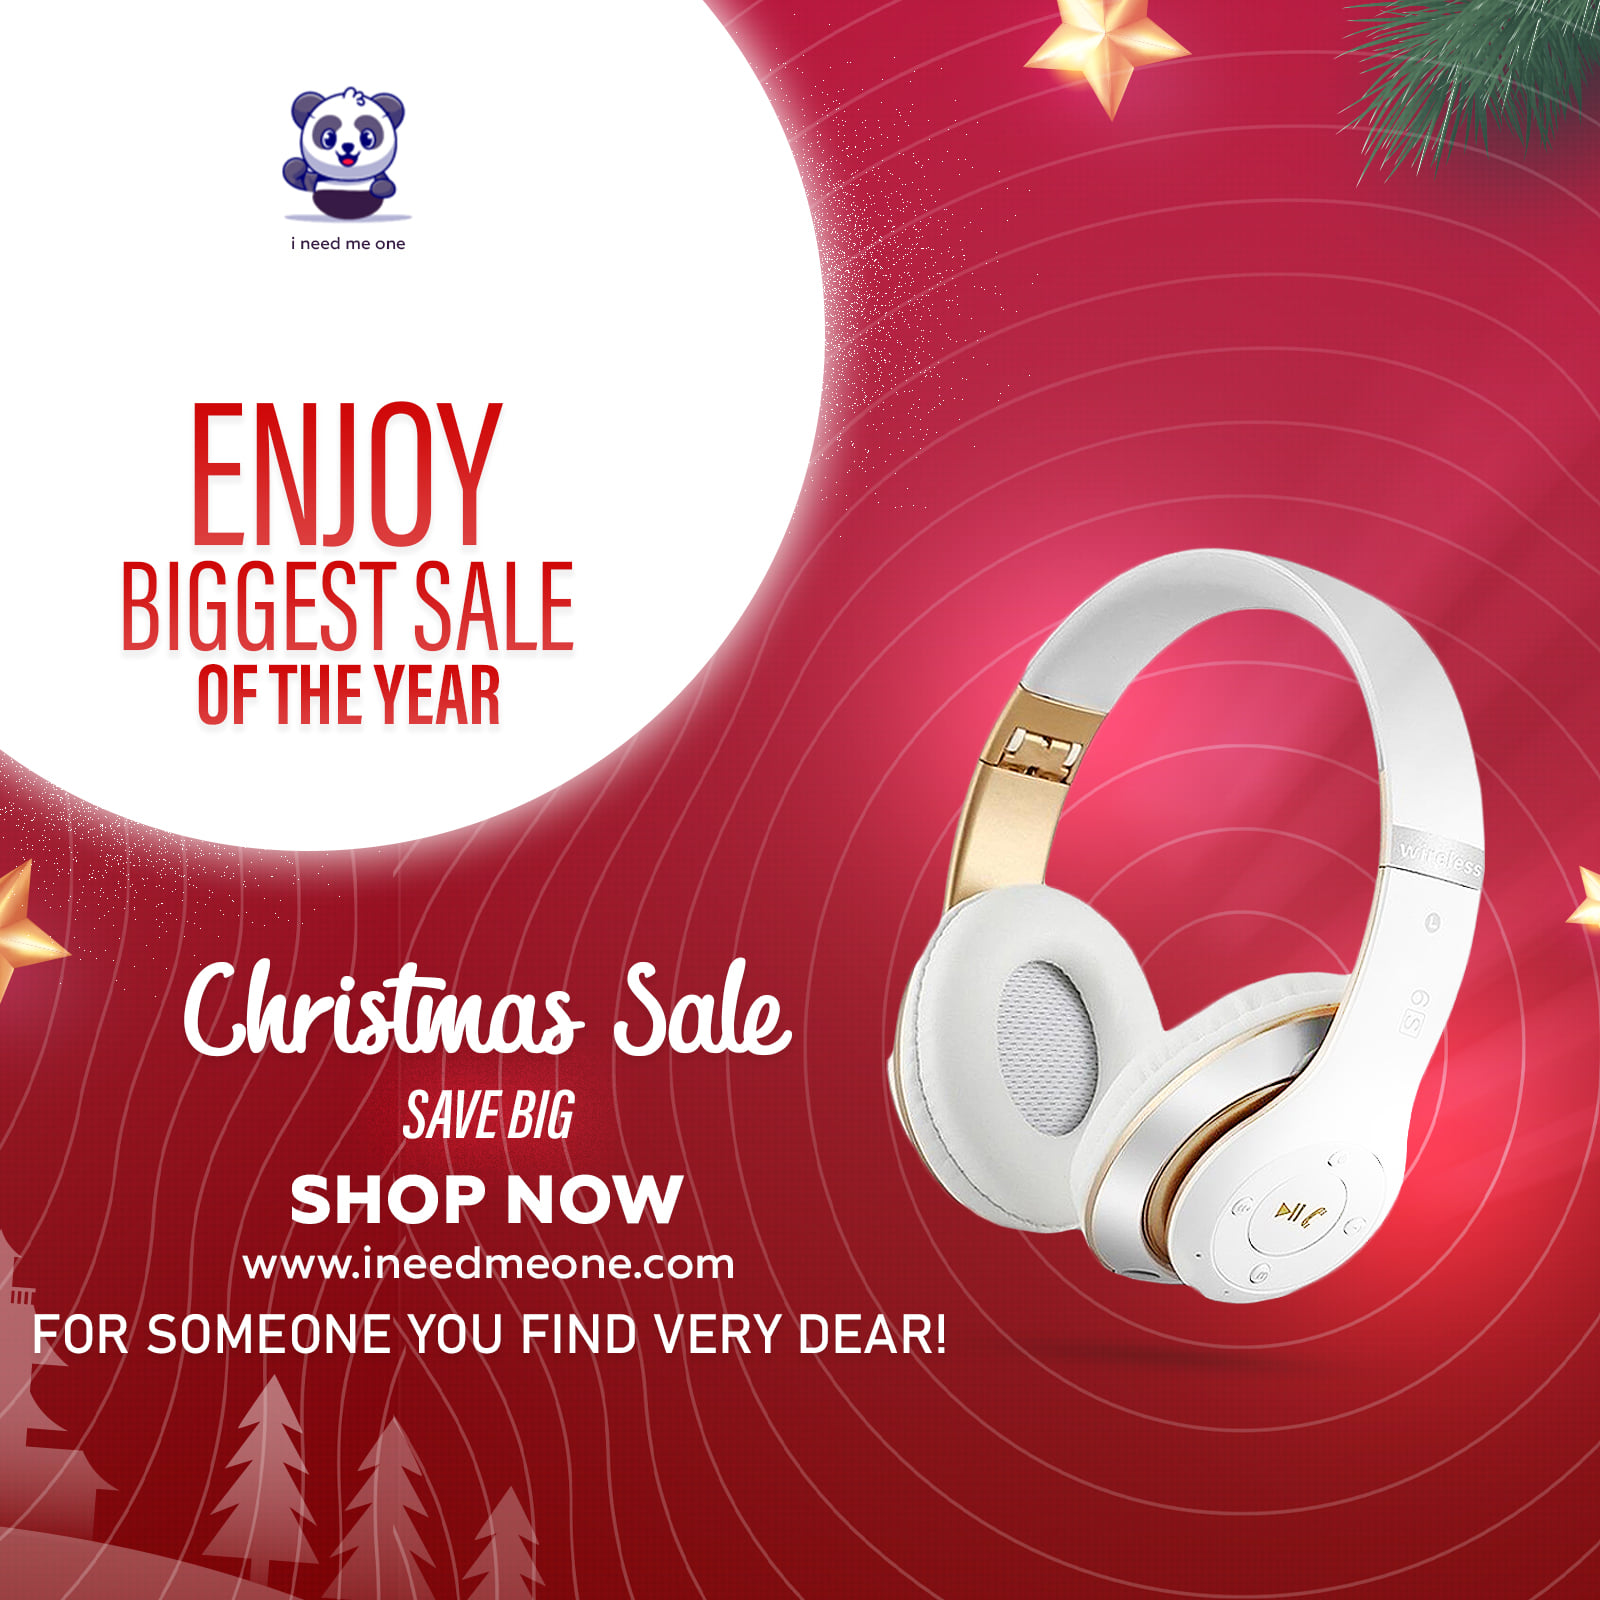 i need me one
ENJOY
BIGGEST SALE
OF THE YEAR
wireless
L
S9
Christmas Sale
SAVE BIG
SHOP NOW
www.ineedmeone.com
FOR SOMEONE YOU FIND VERY DEAR!